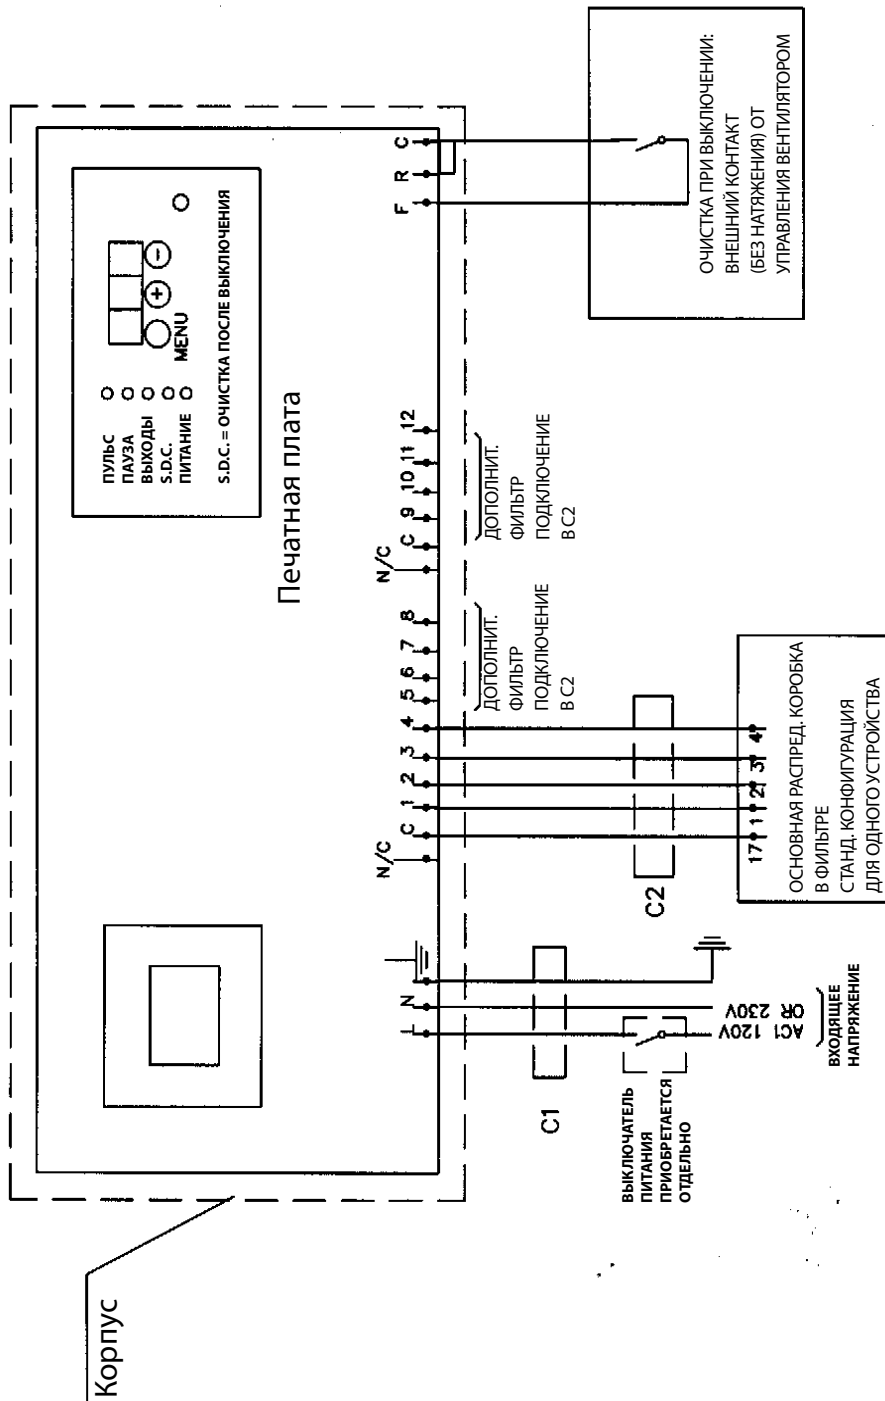 Корпус
Печатная плата
ПУЛЬС
ПАУЗА
ВЫХОДЫ
S.D.C.
ПИТАНИЕ
MENU
+
-
S.D.C. = ОЧИСТКА ПОСЛЕ ВЫКЛЮЧЕНИЯ
L N
N/C C 1 2 3 4 5 6 7 8
N/C C 9 10 11 12
F R C
ДОПОЛНИТ.
ФИЛЬТР
ПОДКЛЮЧЕНИЕ
В C2
ДОПОЛНИТ.
ФИЛЬТР
ПОДКЛЮЧЕНИЕ
В C2
C1
C2
ВЫКЛЮЧАТЕЛЬ
ПИТАНИЯ
ПРИОБРЕТАЕТСЯ
ОТДЕЛЬНО
AC1 120V
OR 230V
ВХОДЯЩЕЕ
НАПРЯЖЕНИЕ
17 1 2 3 4
ОСНОВНАЯ РАСПРЕД. КОРОБКА
В ФИЛЬТРЕ
СТАНД. КОНФИГУРАЦИЯ
ДЛЯ ОДНОГО УСТРОЙСТВА
ОЧИСТКА ПРИ ВЫКЛЮЧЕНИИ:
ВНЕШНИЙ КОНТАКТ
(БЕЗ НАТЯЖЕНИЯ) ОТ
УПРАВЛЕНИЯ ВЕНТИЛЯТОРОМ